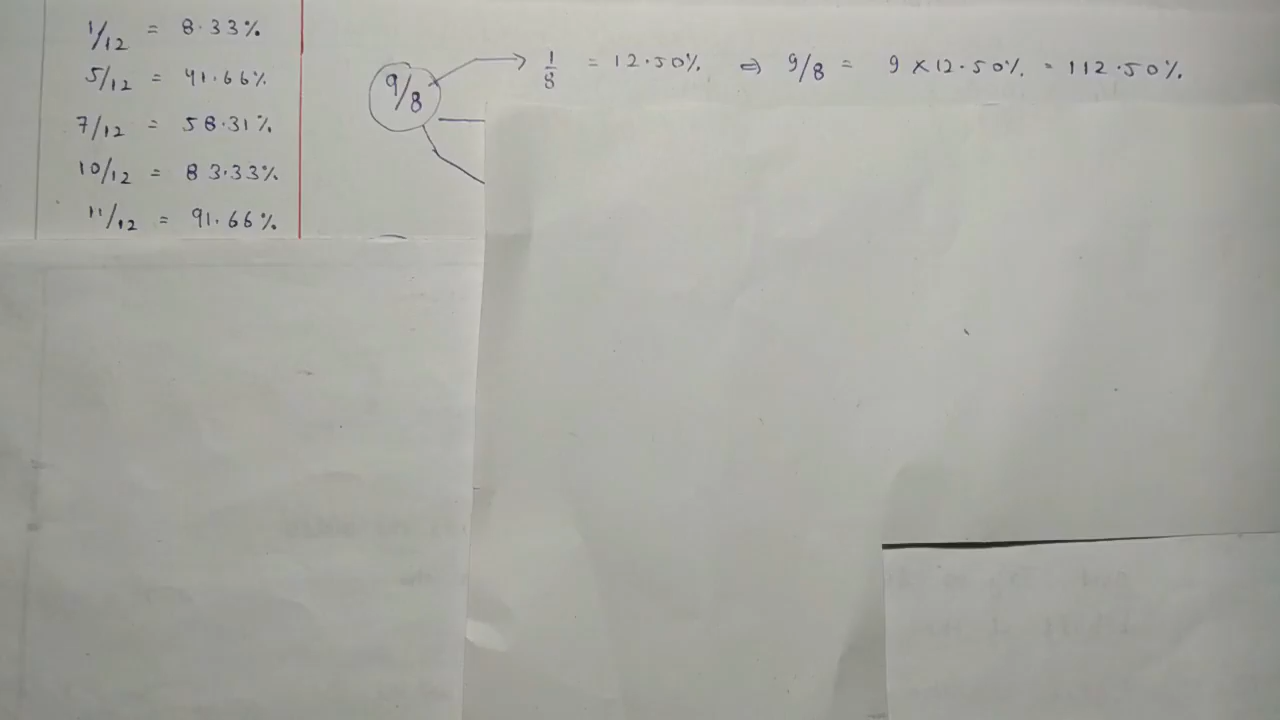 1/12 = 8.33%
5/12 = 41.66%
7/12 = 58.31%
10/12 = 83.33%
11/12 = 91.66%
9/8 → 1/8 = 12.50% ⇒ 9/8 = 9 × 12.50% = 112.50%